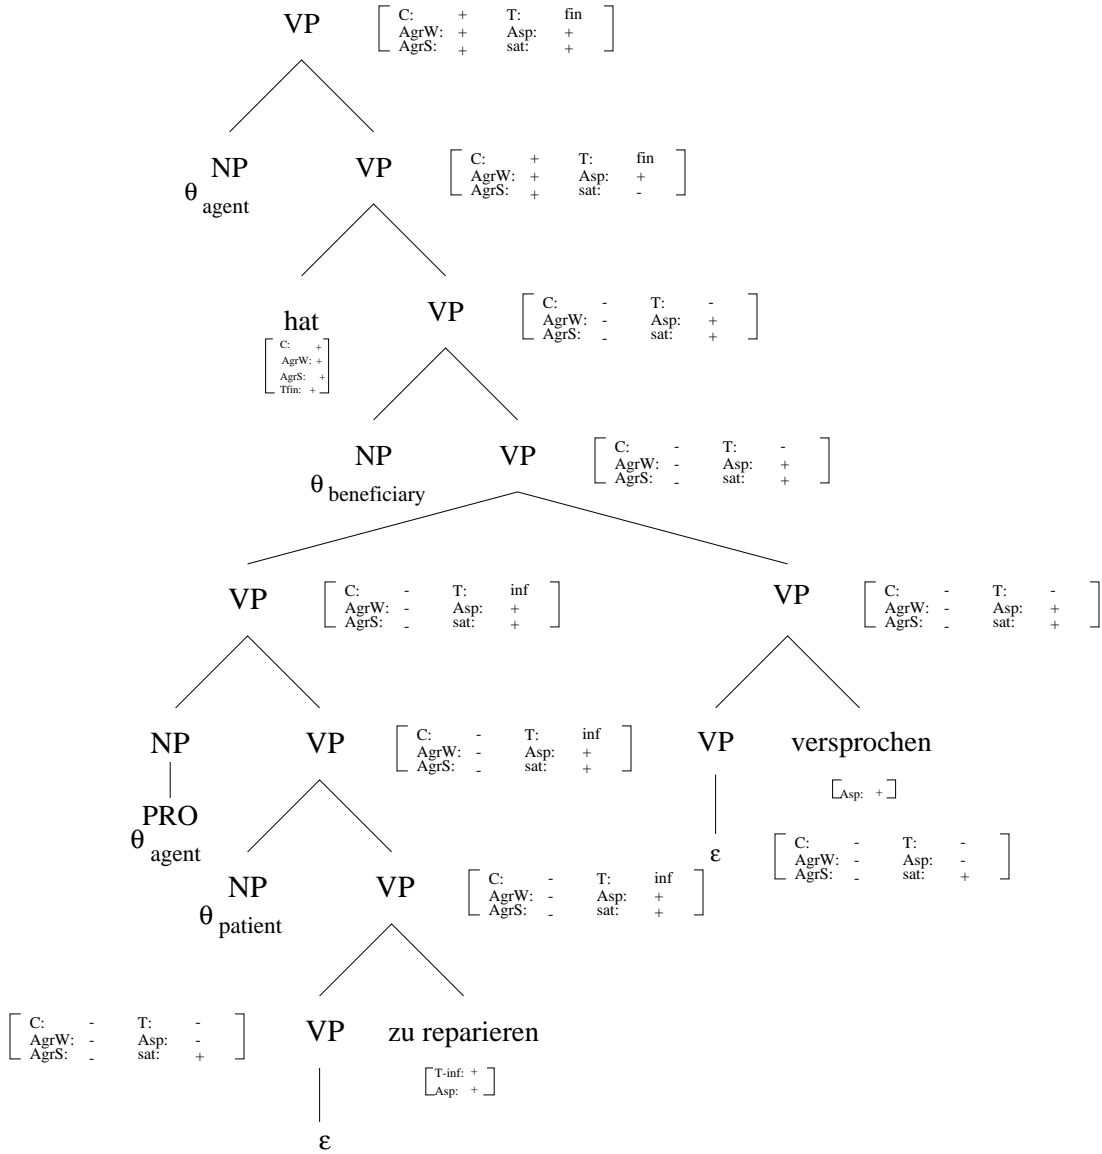 VP
C: + T: fin
AgrW: + Asp: +
AgrS: + sat: +
NP VP
θ agent
C: + T: fin
AgrW: + Asp: +
AgrS: + sat: -
hat VP
C: +
AgrW: +
AgrS: +
Tfin: +
C: - T: -
AgrW: - Asp: +
AgrS: - sat: +
NP VP
θ beneficiary
C: - T: -
AgrW: - Asp: +
AgrS: - sat: +
VP
C: - T: inf
AgrW: - Asp: +
AgrS: - sat: +
VP
C: - T: -
AgrW: - Asp: +
AgrS: - sat: +
NP VP
C: - T: inf
AgrW: - Asp: +
AgrS: - sat: +
VP versprochen
Asp: +
PRO
θ agent
ε
C: - T: -
AgrW: - Asp: -
AgrS: - sat: +
NP VP
θ patient
C: - T: inf
AgrW: - Asp: +
AgrS: - sat: +
C: - T: -
AgrW: - Asp: -
AgrS: - sat: +
VP zu reparieren
T-inf: +
Asp: +
ε